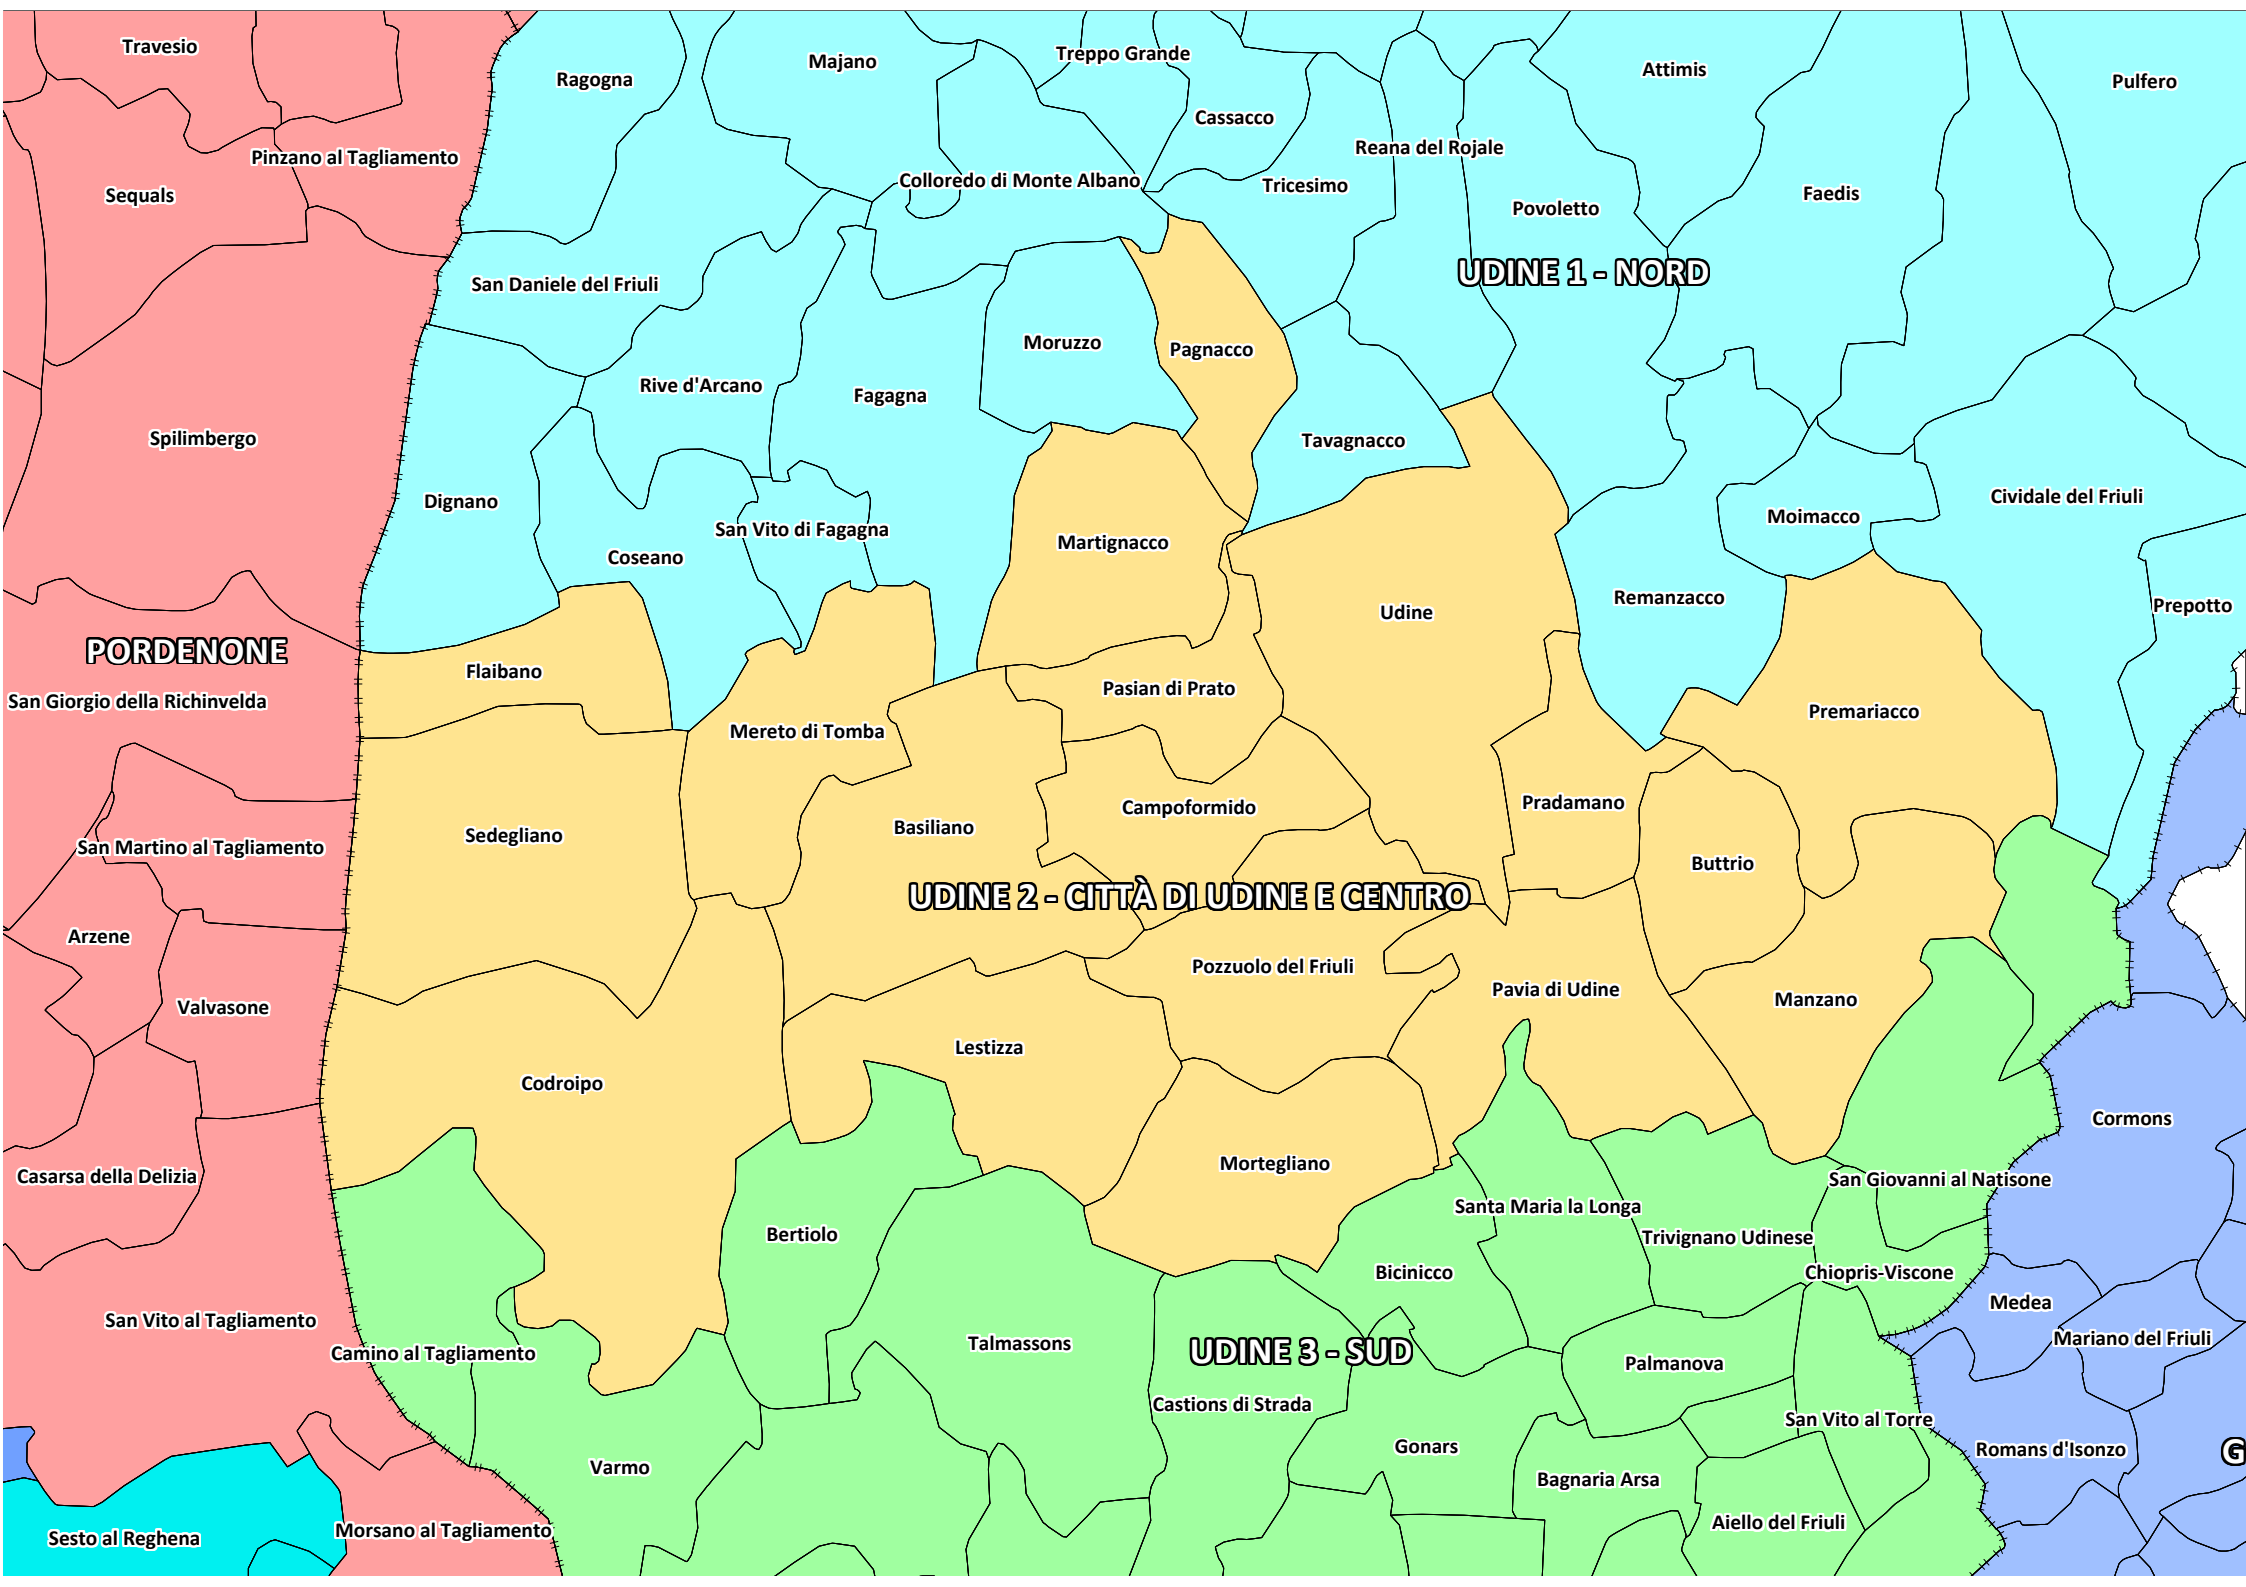 Travesio
Ragogna
Majano
Treppo Grande
Attimis
Pulfero
Cassacco
Reana del Rojale
Pinzano al Tagliamento
Sequals
Colloredo di Monte Albano
Tricesimo
Povoletto
Faedis
San Daniele del Friuli
UDINE 1 - NORD
Moruzzo
Pagnacco
Rive d'Arcano
Fagagna
Spilimbergo
Tavagnacco
Dignano
Cividale del Friuli
Moimacco
San Vito di Fagagna
Coseano
Martignacco
Remanzacco
Prepotto
Udine
PORDENONE
Flaibano
Pasian di Prato
San Giorgio della Richinvelda
Premariacco
Mereto di Tomba
Pradamano
Campoformido
Basiliano
Sedegliano
San Martino al Tagliamento
Buttrio
UDINE 2 - CITTÀ DI UDINE E CENTRO
Arzene
Pozzuolo del Friuli
Pavia di Udine
Manzano
Valvasone
Lestizza
Codroipo
Cormons
Mortegliano
Casarsa della Delizia
San Giovanni al Natisone
Santa Maria la Longa
Bertiolo
Trivignano Udinese
Bicinicco
Chiopris-Viscone
Medea
San Vito al Tagliamento
Mariano del Friuli
Talmassons
UDINE 3 - SUD
Camino al Tagliamento
Palmanova
Castions di Strada
San Vito al Torre
Gonars
Romans d'Isonzo
G
Varmo
Bagnaria Arsa
Aiello del Friuli
Morsano al Tagliamento
Sesto al Reghena